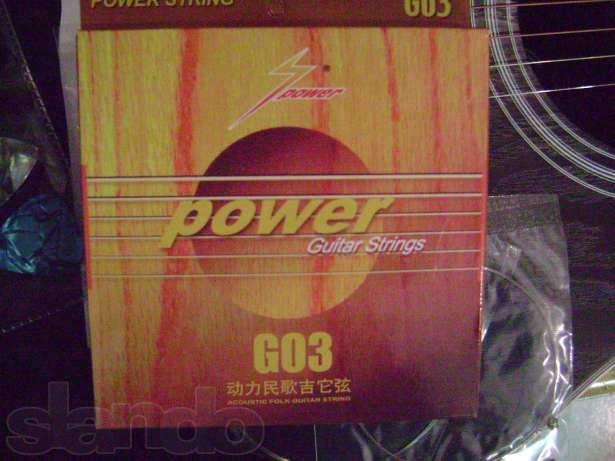 POWER STRING
G03
power
power
Guitar Strings
G03
动力民歌吉它弦
ACOUSTIC FOLK GUITAR STRING
slando